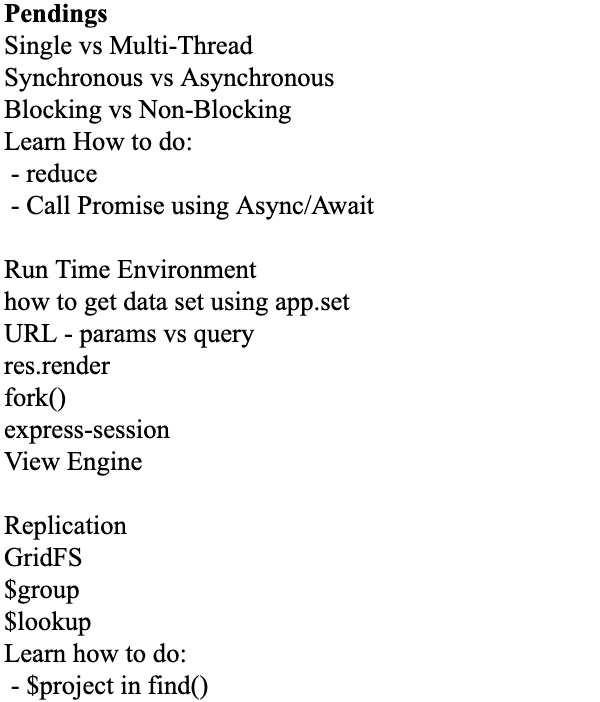 Pendings
Single vs Multi-Thread
Synchronous vs Asynchronous
Blocking vs Non-Blocking
Learn How to do:
- reduce
- Call Promise using Async/Await
Run Time Environment
how to get data set using app.set
URL - params vs query
res.render
fork()
express-session
View Engine
Replication
GridFS
$group
$lookup
Learn how to do:
- $project in find()